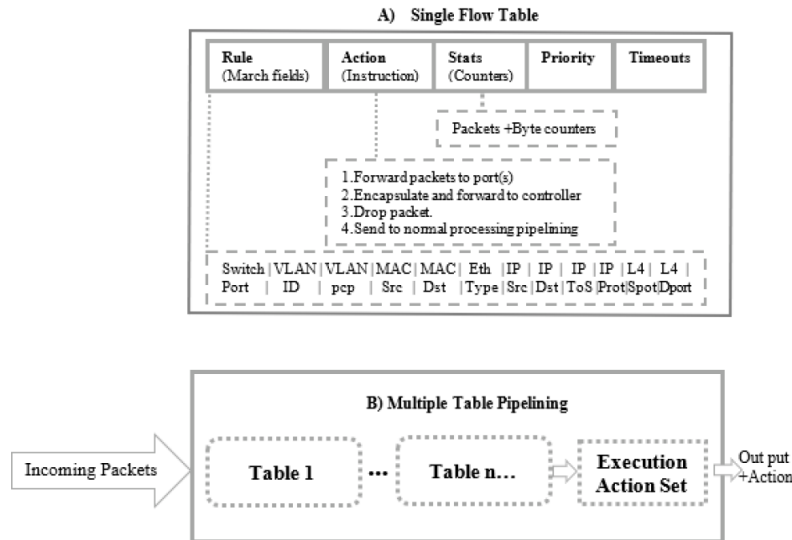 A) Single Flow Table
Rule Action Stats Priority Timeouts
(March fields) (Instruction) (Counters)
Packets +Byte counters
1.Forward packets to port(s)
2.Encapsulate and forward to controller
3.Drop packet.
4.Send to normal processing pipelining
Switch |VLAN |VLAN |MAC |MAC | Eth |IP | IP | IP |IP | L4 | L4 |
Port | ID | pcp | Src | Dst | Type |Src |Dst |ToS |Prot|Spot|Dport
B) Multiple Table Pipelining
Incoming Packets
Table 1 ... Table n...
Execution
Action Set
Out put
+Action